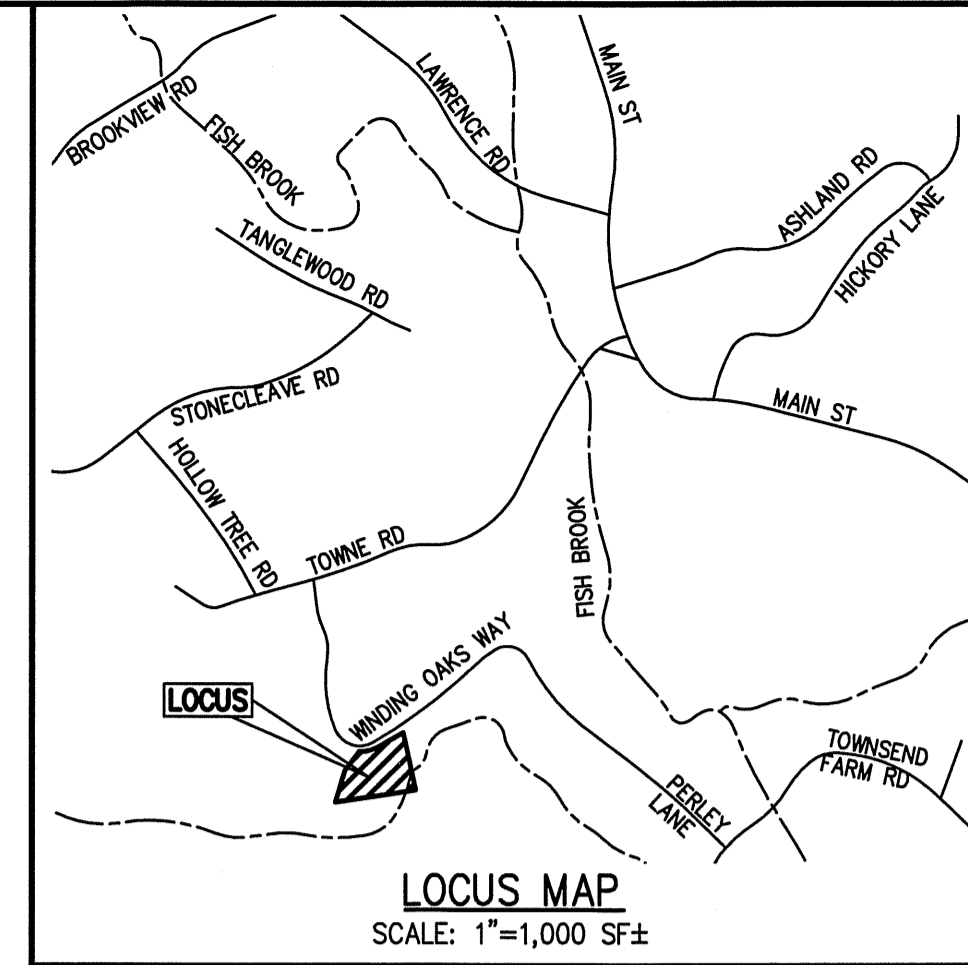 MAIN ST
LAWRENCE RD
BROOKVIEW RD
FISH BROOK
ASHLAND RD
HICKORY LANE
TANGLEWOOD RD
STONECLEAVE RD
MAIN ST
HOLLOW TREE RD
TOWNE RD
FISH BROOK
WINDING OAKS WAY
LOCUS
TOWNSEND
FARM RD
PERLEY
LANE
LOCUS MAP
SCALE: 1"=1,000 SF±